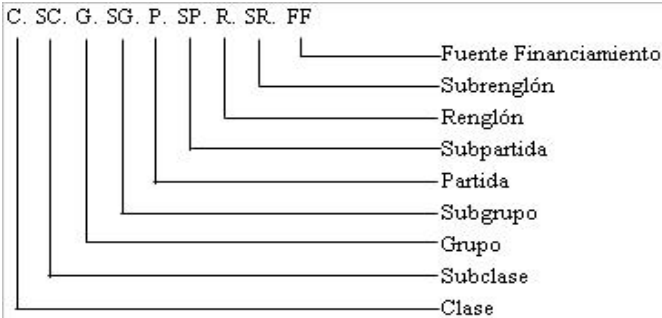 C. SC. G. SG. P. SP. R. SR. FF
Fuente Financiamiento
Subrenglón
Renglón
Subpartida
Partida
Subgrupo
Grupo
Subclase
Clase